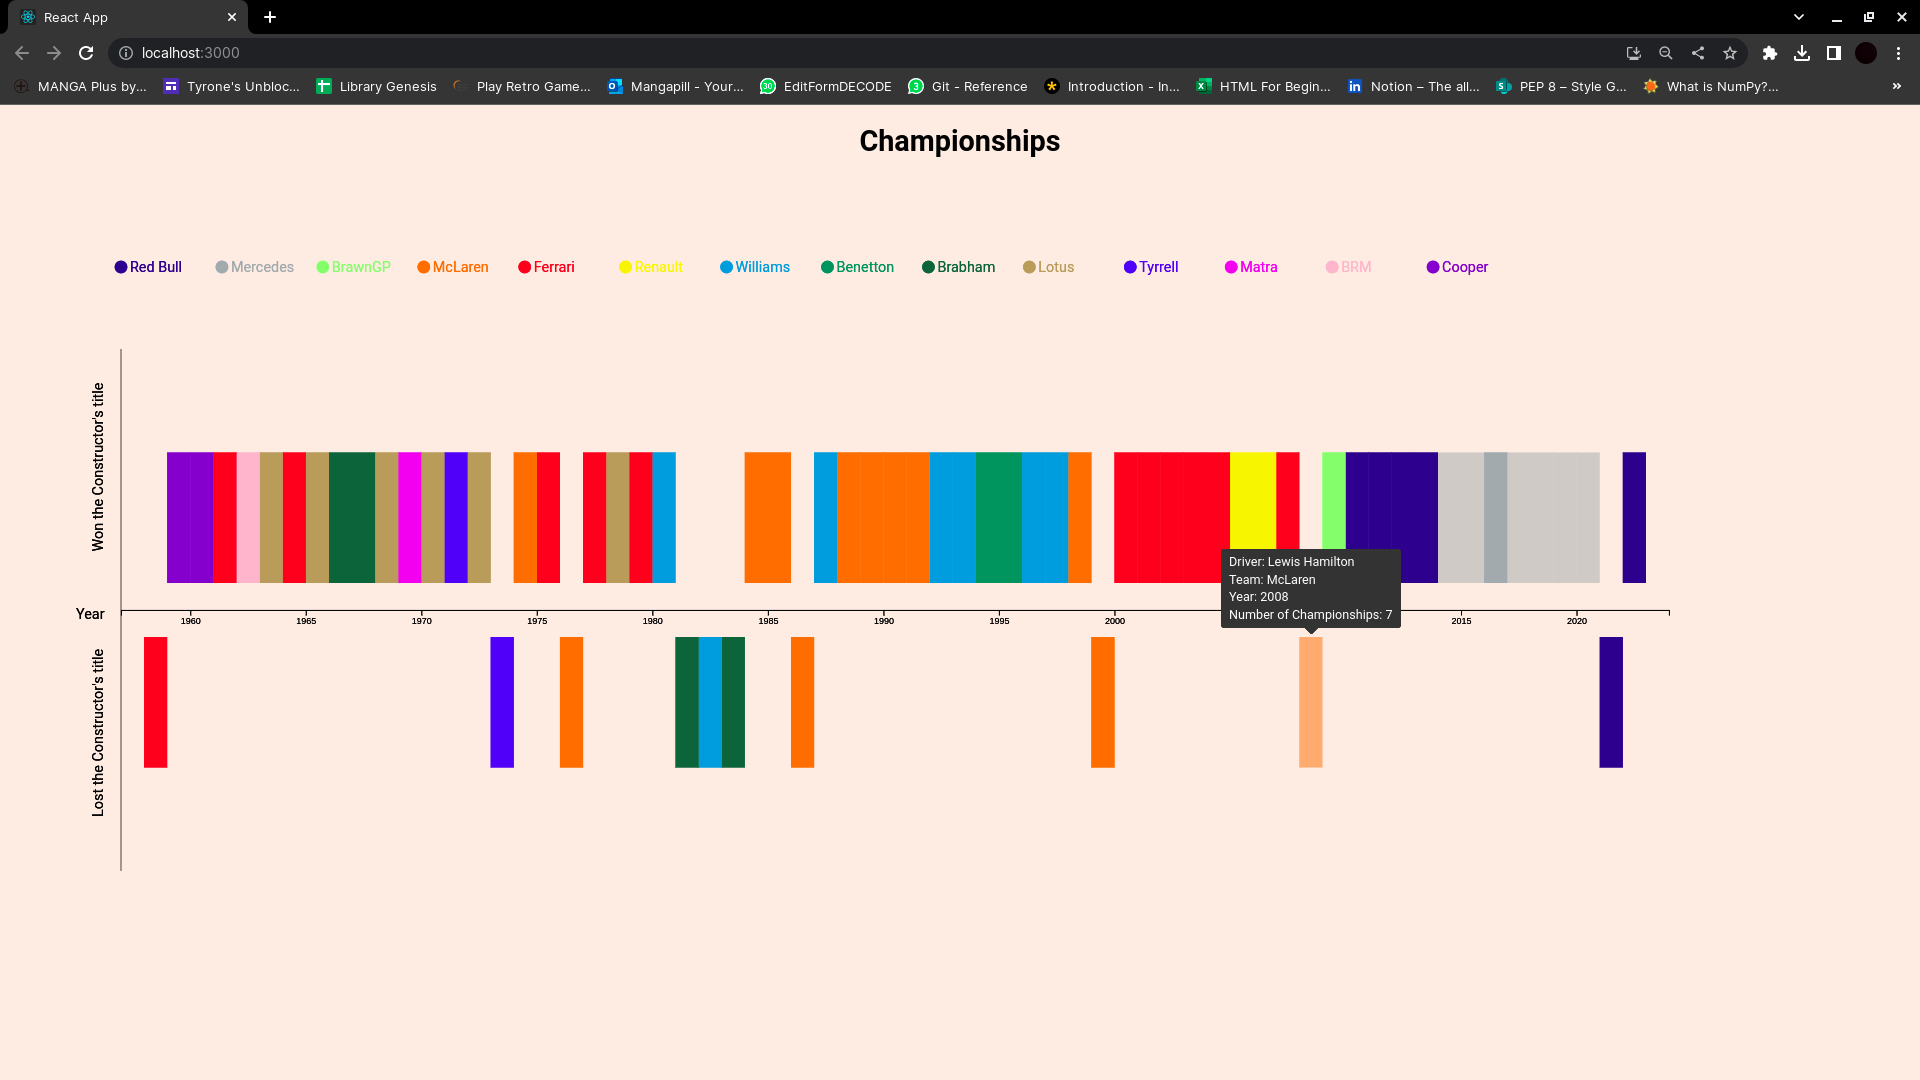 React App
localhost:3000
MANGA Plus by... Tyrone's Unbloc... Library Genesis Play Retro Game... Mangapill - Your... EditFormDECODE Git - Reference Introduction - In... HTML For Begin... Notion – The all... PEP 8 – Style G... What is NumPy?... »
Championships
Red Bull Mercedes BrawnGP McLaren Ferrari Renault Williams Benetton Brabham Lotus Tyrrell Matra BRM Cooper
Won the Constructor's title
Driver: Lewis Hamilton
Team: McLaren
Year: 2008
Number of Championships: 7
Year
1960 1965 1970 1975 1980 1985 1990 1995 2000 2015 2020
Lost the Constructor's title